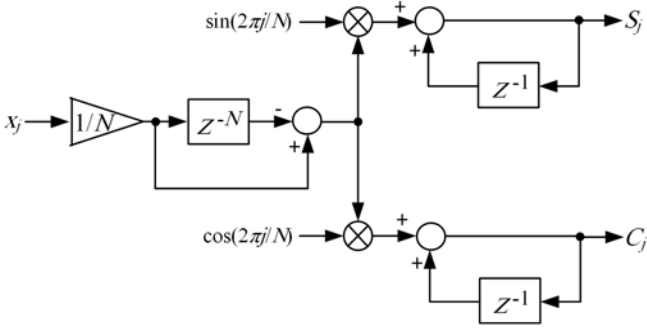 sin(2πj/N)
+
S_j
+
Z^{-1}
x_j
1/N
Z^{-N}
-
+
cos(2πj/N)
+
C_j
+
Z^{-1}